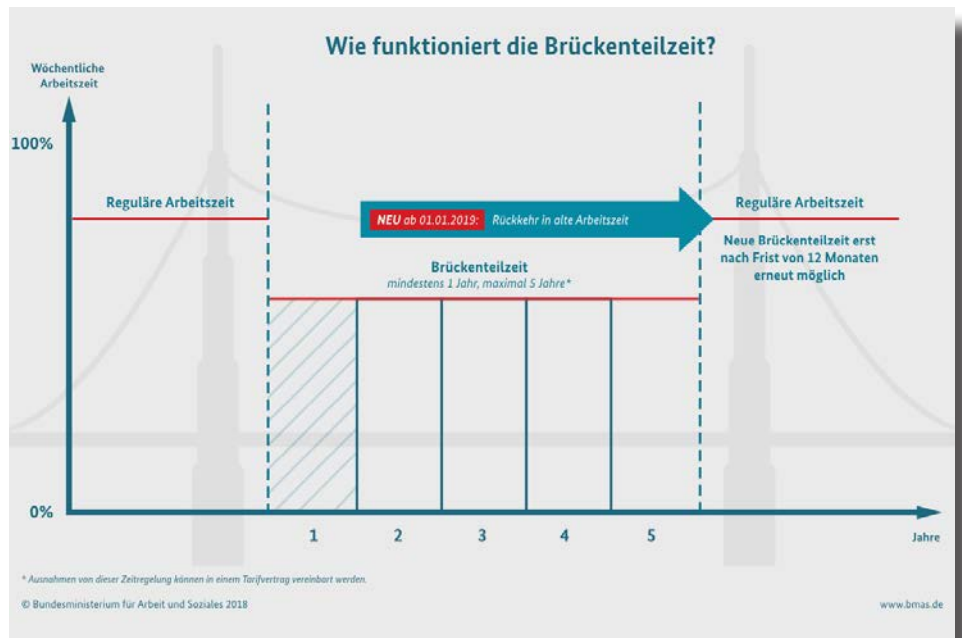 Wie funktioniert die Brückenteilzeit?
Wöchentliche
Arbeitszeit
100%
Reguläre Arbeitszeit
NEU ab 01.01.2019: Rückkehr in alte Arbeitszeit
Reguläre Arbeitszeit
Neue Brückenteilzeit erst
nach Frist von 12 Monaten
erneut möglich
Brückenteilzeit
mindestens 1 Jahr, maximal 5 Jahre*
0%
1 2 3 4 5
Jahre
* Ausnahmen von dieser Zeitregelung können in einem Tarifvertrag vereinbart werden.
© Bundesministerium für Arbeit und Soziales 2018
www.bmas.de